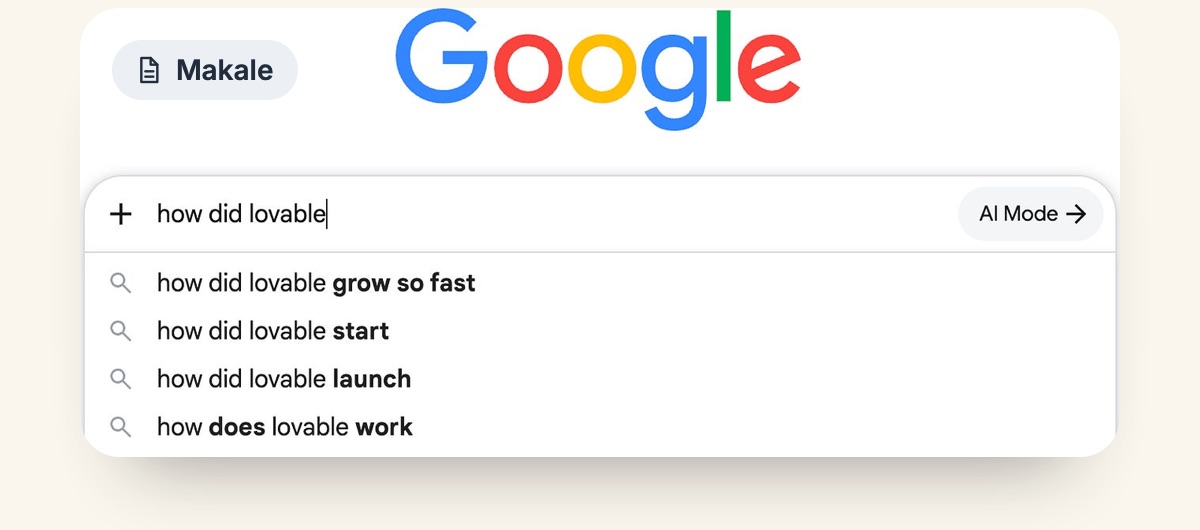 Makale
Google
how did lovable
AI Mode
how did lovable grow so fast
how did lovable start
how did lovable launch
how does lovable work